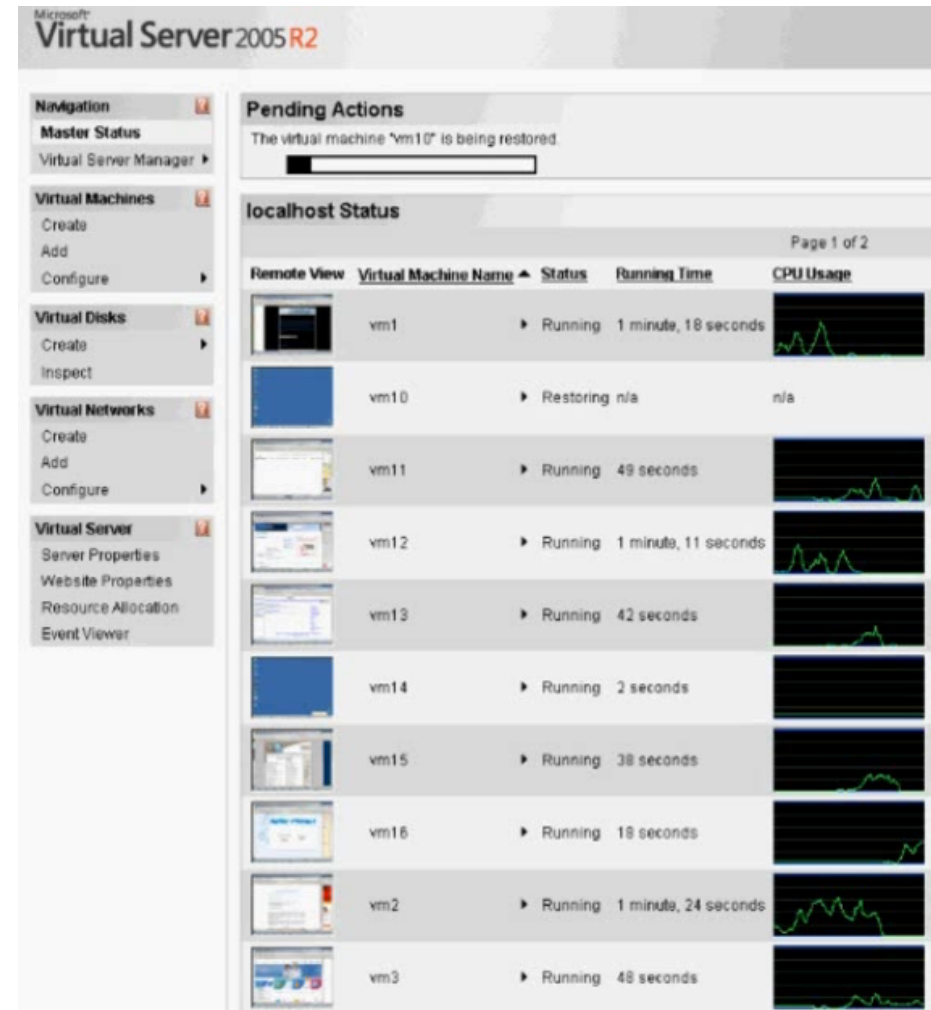 Microsoft
Virtual Server 2005 R2
Navigation
Master Status
Virtual Server Manager
Virtual Machines
Create
Add
Configure
Virtual Disks
Create
Inspect
Virtual Networks
Create
Add
Configure
Virtual Server
Server Properties
Website Properties
Resource Allocation
Event Viewer
Pending Actions
The virtual machine "vm10" is being restored.
localhost Status
Page 1 of 2
Remote View Virtual Machine Name Status Running Time CPU Usage
vm1 Running 1 minute, 18 seconds
vm10 Restoring n/a n/a
vm11 Running 49 seconds
vm12 Running 1 minute, 11 seconds
vm13 Running 42 seconds
vm14 Running 2 seconds
vm15 Running 38 seconds
vm16 Running 18 seconds
vm2 Running 1 minute, 24 seconds
vm3 Running 48 seconds